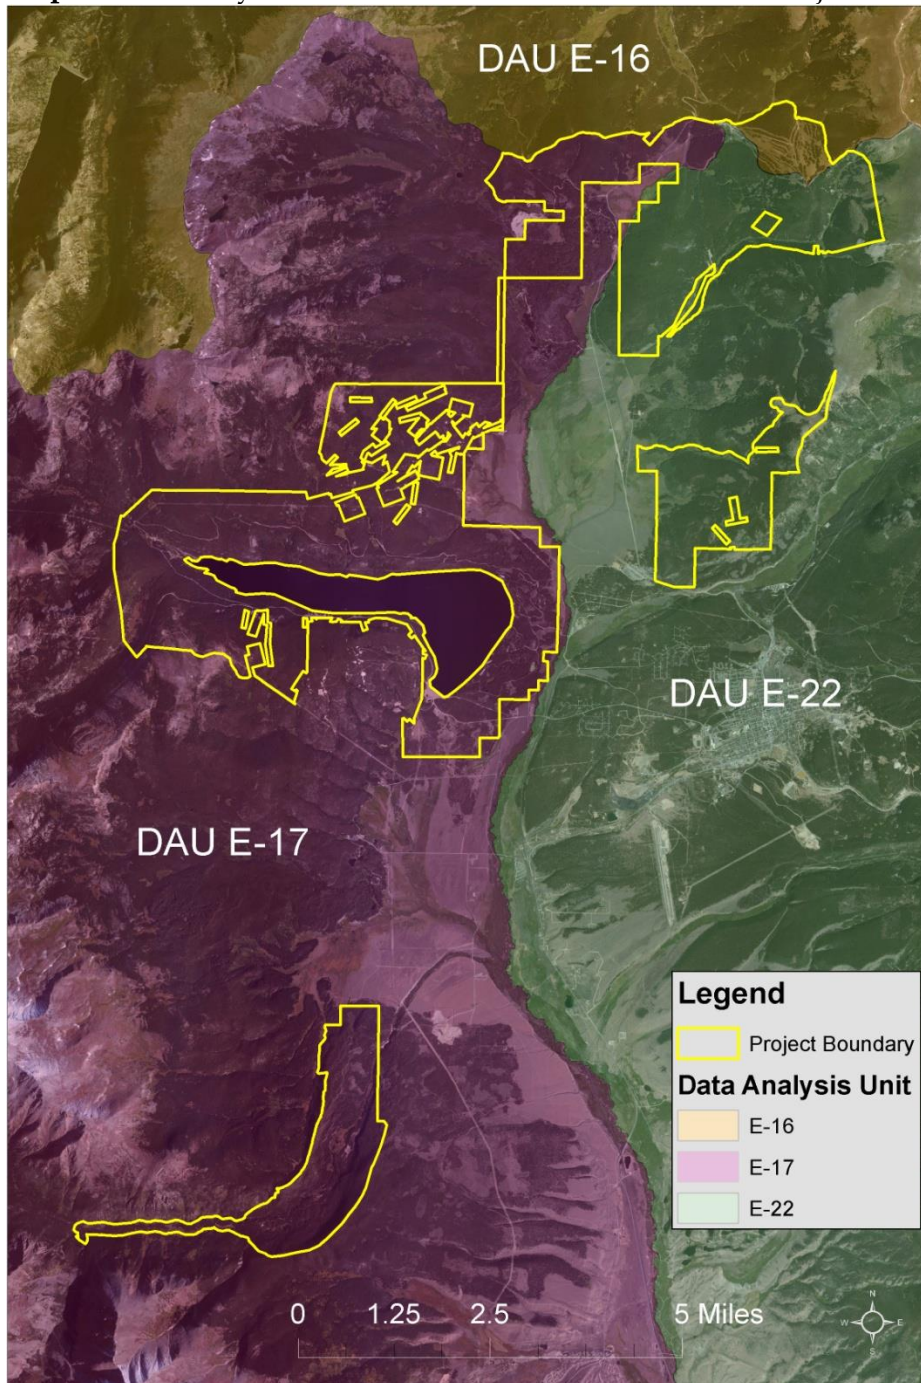 DAU E-16
DAU E-22
DAU E-17
Legend
Project Boundary
Data Analysis Unit
E-16
E-17
E-22
0 1.25 2.5 5 Miles
N
W E
S